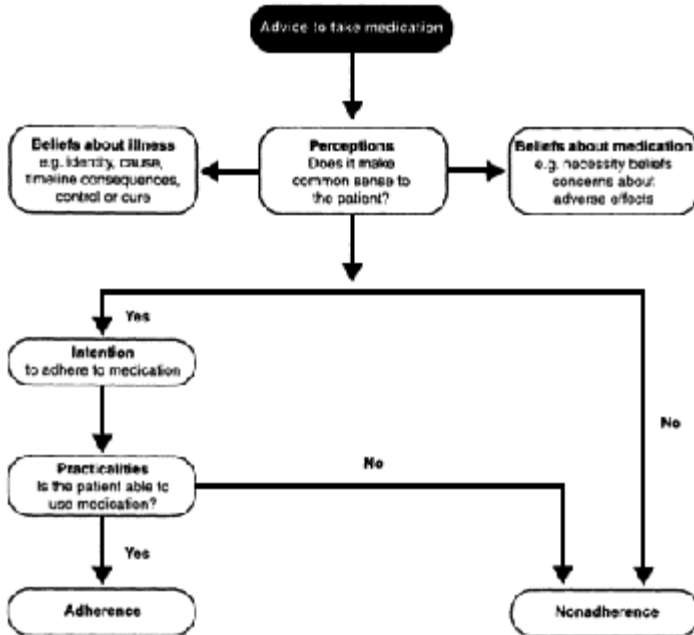 Advice to take medication
Beliefs about illness
e.g. identity, cause,
timeline consequences,
control or cure
Perceptions
Does it make
common sense to
the patient?
Beliefs about medication
e.g. necessity beliefs
concerns about
adverse effects
Yes
Intention
to adhere to medication
No
Practicalities
Is the patient able to
use medication?
No
Yes
Adherence
Nonadherence